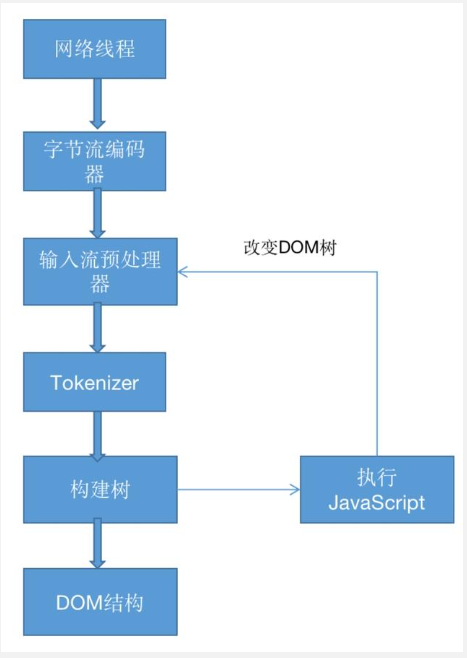 网络线程
字节流编码
器
改变DOM树
输入流预处理
器
Tokenizer
构建树
执行
JavaScript
DOM结构